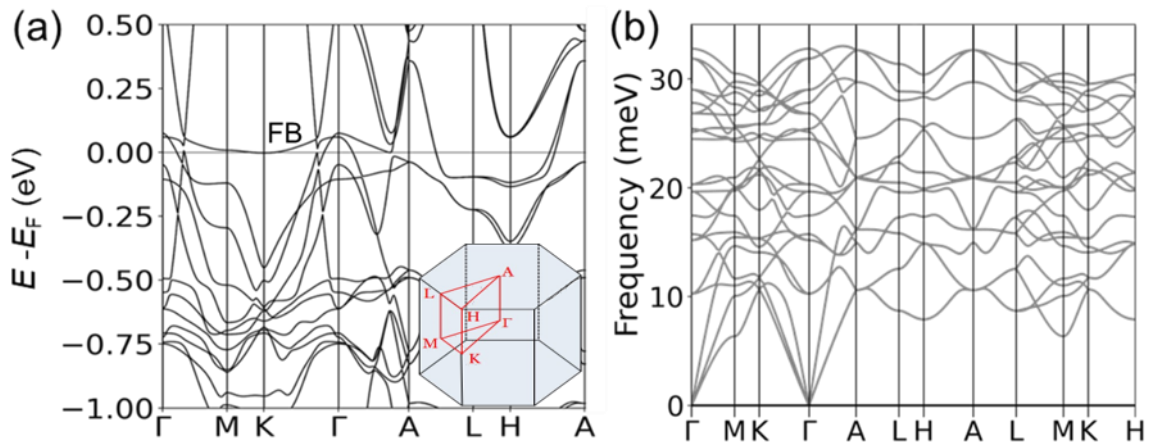 (a)
E -E_F (eV)
0.50
0.25
0.00
−0.25
−0.50
−0.75
−1.00
FB
A
L
H
Γ
M
K
Γ M K Γ A L H A
(b)
Frequency (meV)
30
20
10
0
Γ M K Γ A L H A L M K H